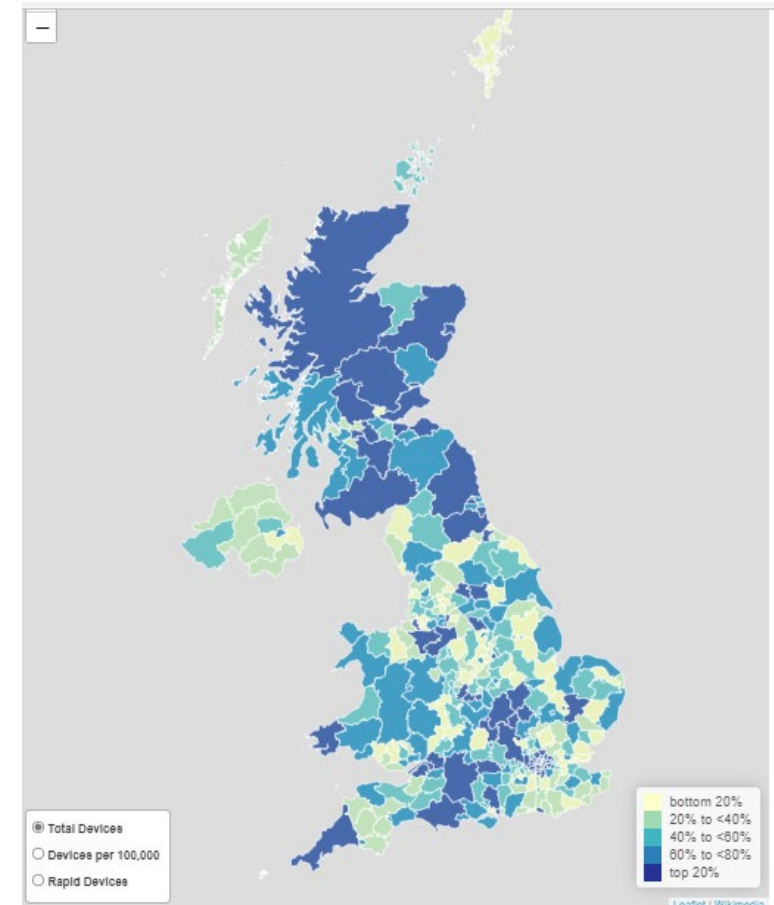 −
Total Devices
Devices per 100,000
Rapid Devices
bottom 20%
20% to <40%
40% to <60%
60% to <80%
top 20%
Leaflet | Wikimedia